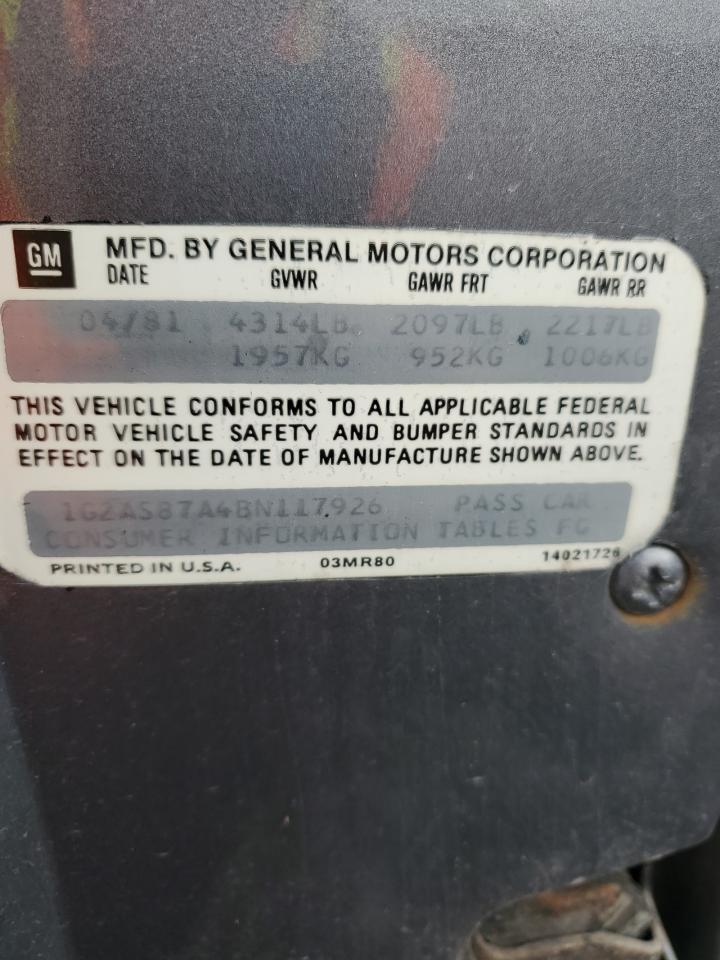 GM
MFD. BY GENERAL MOTORS CORPORATION
DATE GVWR GAWR FRT GAWR RR
04/81 4314LB 2097LB 2217LB
1957KG 952KG 1006KG
THIS VEHICLE CONFORMS TO ALL APPLICABLE FEDERAL
MOTOR VEHICLE SAFETY AND BUMPER STANDARDS IN
EFFECT ON THE DATE OF MANUFACTURE SHOWN ABOVE.
1G2AS87A4BN117926 PASS CAR
CONSUMER INFORMATION TABLES FG
PRINTED IN U.S.A. 03MR80 14021726